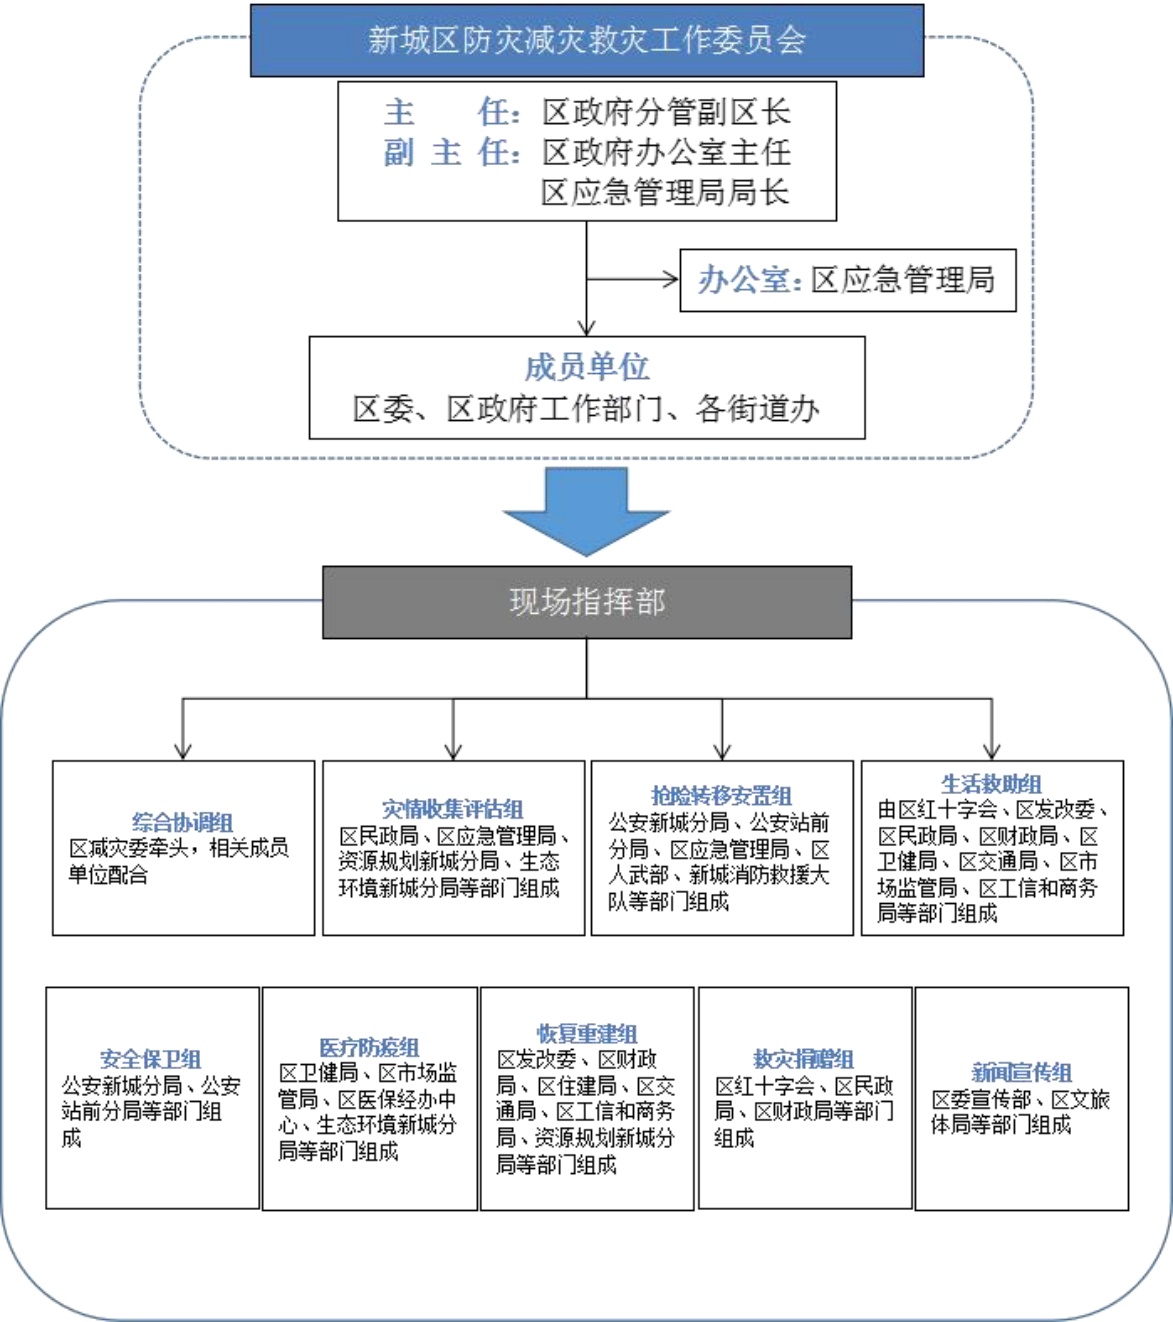 新城区防灾减灾救灾工作委员会
主 任：区政府分管副区长
副 主 任：区政府办公室主任
区应急管理局局长
办公室：区应急管理局
成员单位
区委、区政府工作部门、各街道办
现场指挥部
综合协调组
区减灾委牵头，相关成员
单位配合
灾情收集评估组
区民政局、区应急管理局、
资源规划新城分局、生态
环境新城分局等部门组成
抢险转移安置组
公安新城分局、公安站前
分局、区应急管理局、区
人武部、新城消防救援大
队等部门组成
生活救助组
由区红十字会、区发改委、
区民政局、区财政局、区
卫健局、区交通局、区市
场监管局、区工信和商务
局等部门组成
安全保卫组
公安新城分局、公安
站前分局等部门组
成
医疗防疫组
区卫健局、区市场监
管局、区医保经办中
心、生态环境新城分
局等部门组成
恢复重建组
区发改委、区财政
局、区住建局、区交
通局、区工信和商务
局、资源规划新城分
局等部门组成
救灾捐赠组
区红十字会、区民政
局、区财政局等部门
组成
新闻宣传组
区委宣传部、区文旅
体局等部门组成